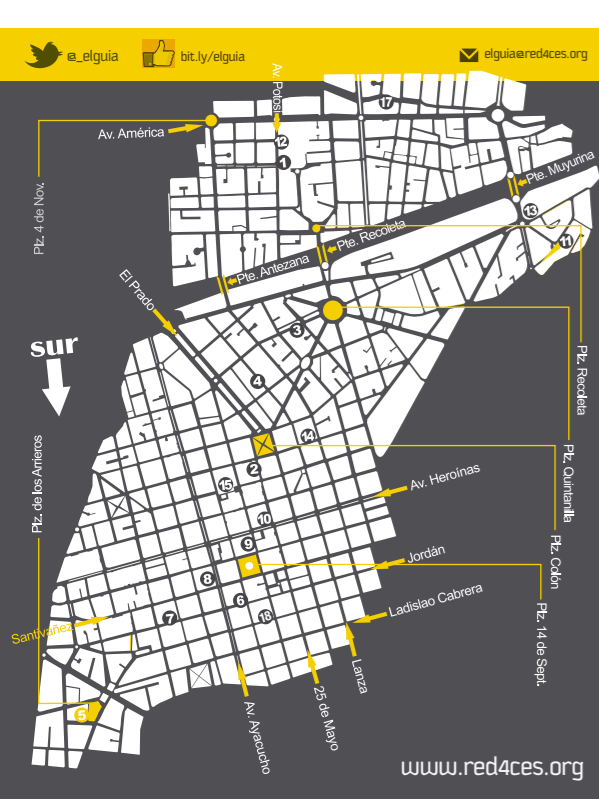 @_elguia
bit.ly/elguia
elguia@red4ces.org
Av. Potosí
17
Av. América
12
1
Plz. 4 de Nov.
Pte. Muyurina
13
11
Pte. Recoleta
Pte. Antezana
El Prado
3
sur
4
Plz. Recoleta
Plz. Quintanilla
14
2
Plz. de los Arrieros
15
Av. Heroínas
10
9
Plz. Colón
Jordán
8
6
Ladislao Cabrera
Plz. 14 de Sept.
7
18
Santivañez
Lanza
25 de Mayo
Av. Ayacucho
5
www.red4ces.org